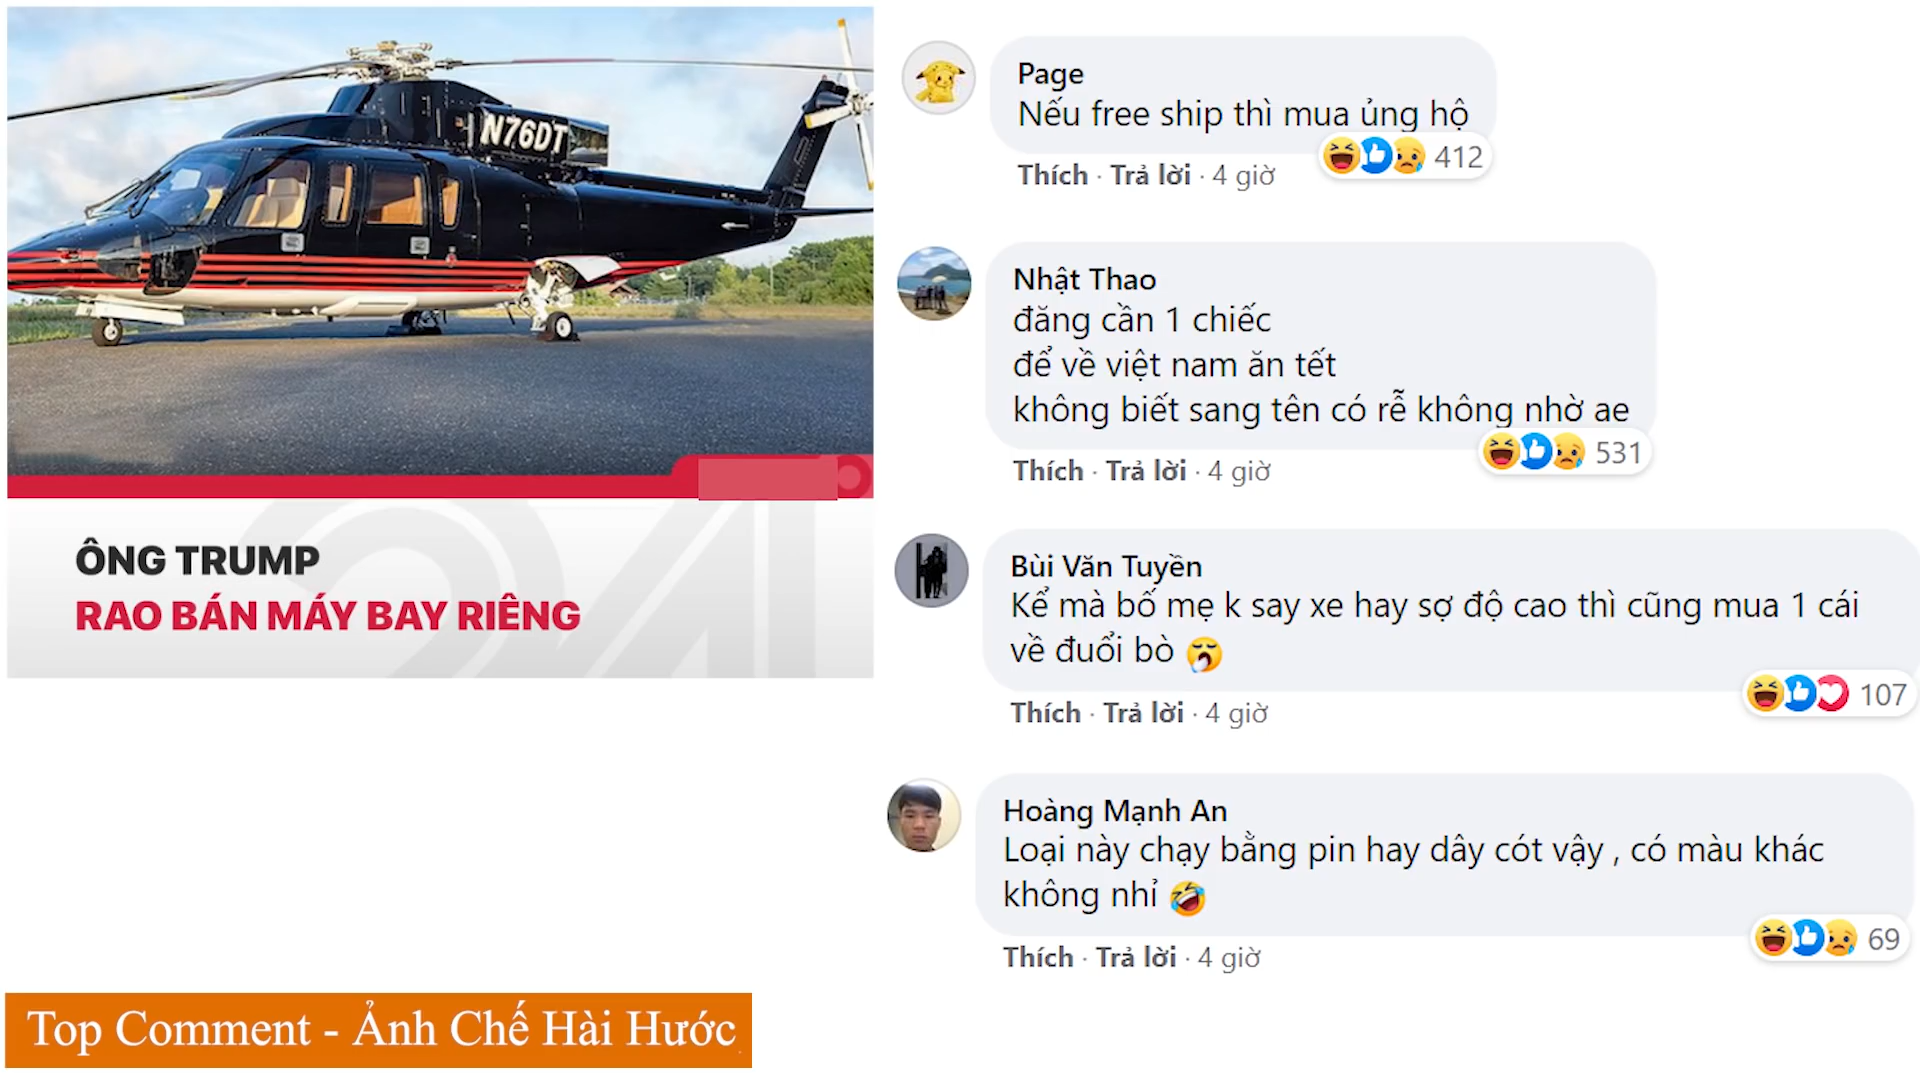 N76DT
24
ÔNG TRUMP
RAO BÁN MÁY BAY RIÊNG
Page
Nếu free ship thì mua ủng hộ
412
Thích · Trả lời · 4 giờ
Nhật Thao
đăng cần 1 chiếc
để về việt nam ăn tết
không biết sang tên có rễ không nhờ ae
531
Thích · Trả lời · 4 giờ
Bùi Văn Tuyền
Kể mà bố mẹ k say xe hay sợ độ cao thì cũng mua 1 cái
về đuổi bò
107
Thích · Trả lời · 4 giờ
Hoàng Mạnh An
Loại này chạy bằng pin hay dây cót vậy , có màu khác
không nhỉ
69
Thích · Trả lời · 4 giờ
Top Comment - Ảnh Chế Hài Hước